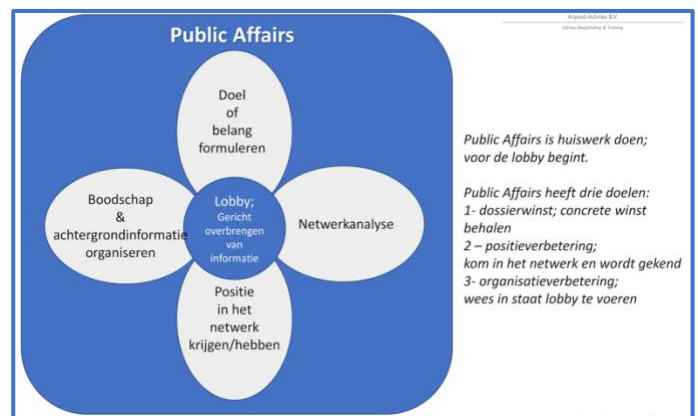 Arpod-Advies B.V.
Advies, Begeleiding & Training
Public Affairs
Doel
of
belang
formuleren
Boodschap
&
achtergrondinformatie
organiseren
Lobby;
Gericht
overbrengen
van
informatie
Netwerkanalyse
Positie
in het
netwerk
krijgen/hebben
Public Affairs is huiswerk doen;
voor de lobby begint.
Public Affairs heeft drie doelen:
1- dossierwinst; concrete winst
behalen
2 – positieverbetering;
kom in het netwerk en wordt gekend
3- organisatieverbetering;
wees in staat lobby te voeren